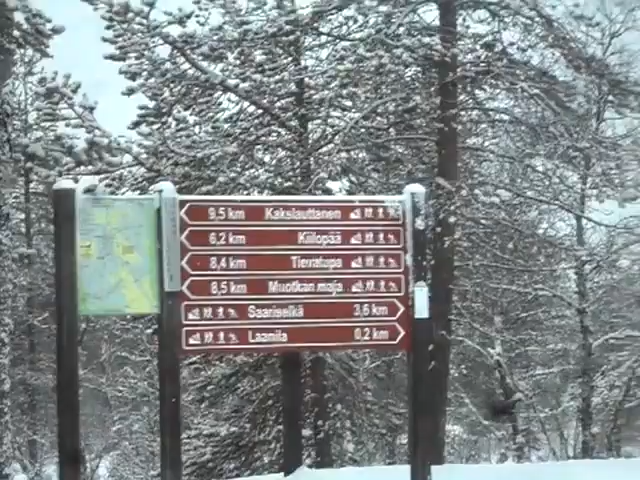 9,5 km Kakslauttanen
6,2 km Kiilopää
8,4 km Tievatupa
8,5 km Muotkan maja
Saariselkä 3,6 km
Laanila 0,2 km